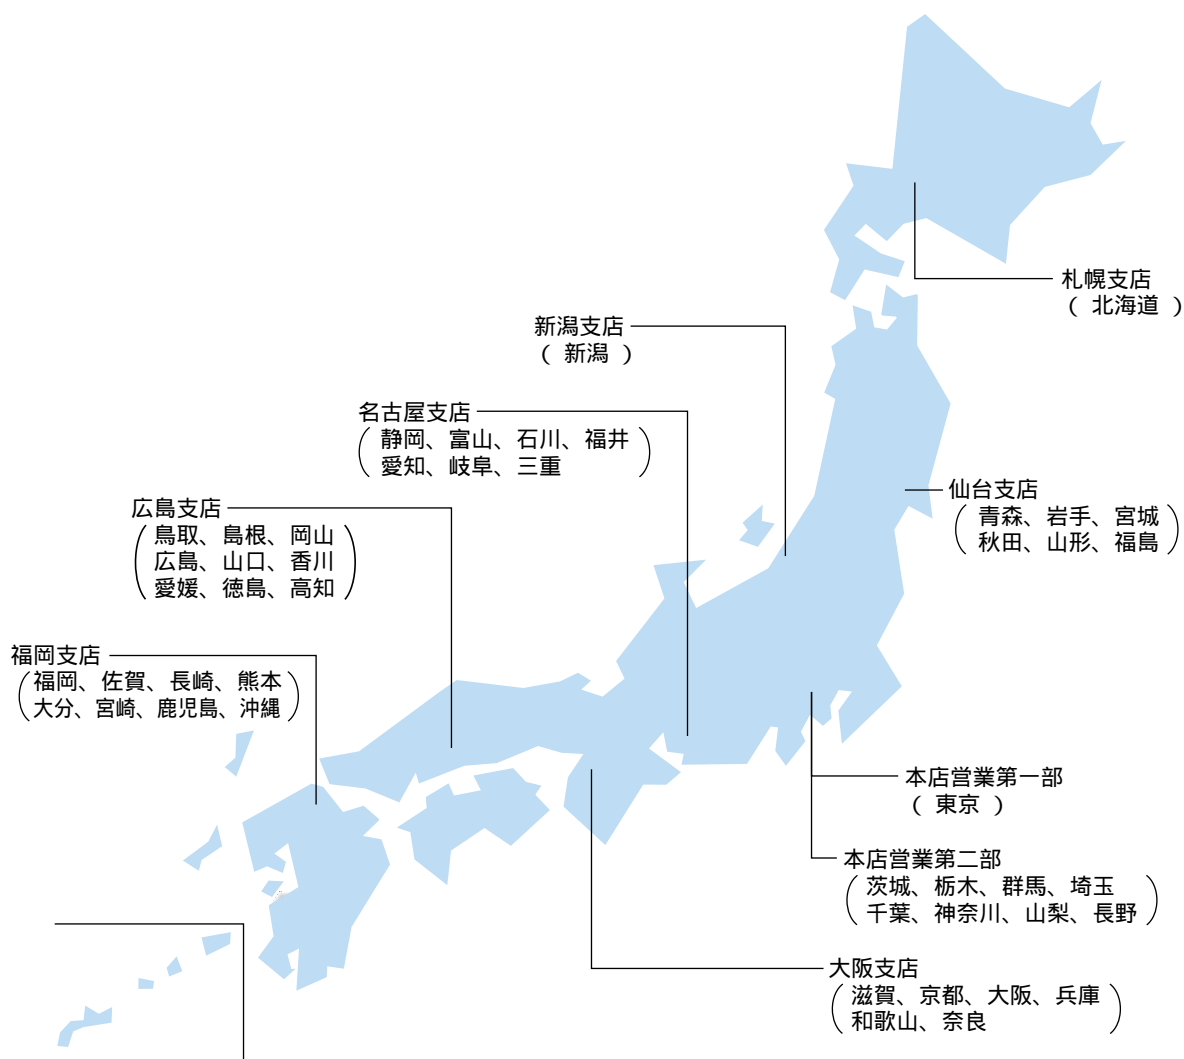 札幌支店
( 北海道 )
新潟支店
( 新潟 )
名古屋支店
(静岡、富山、石川、福井
愛知、岐阜、三重)
仙台支店
(青森、岩手、宮城
秋田、山形、福島)
広島支店
(鳥取、島根、岡山
広島、山口、香川
愛媛、徳島、高知)
福岡支店
(福岡、佐賀、長崎、熊本
大分、宮崎、鹿児島、沖縄)
本店営業第一部
( 東京 )
本店営業第二部
(茨城、栃木、群馬、埼玉
千葉、神奈川、山梨、長野)
大阪支店
(滋賀、京都、大阪、兵庫
和歌山、奈良)